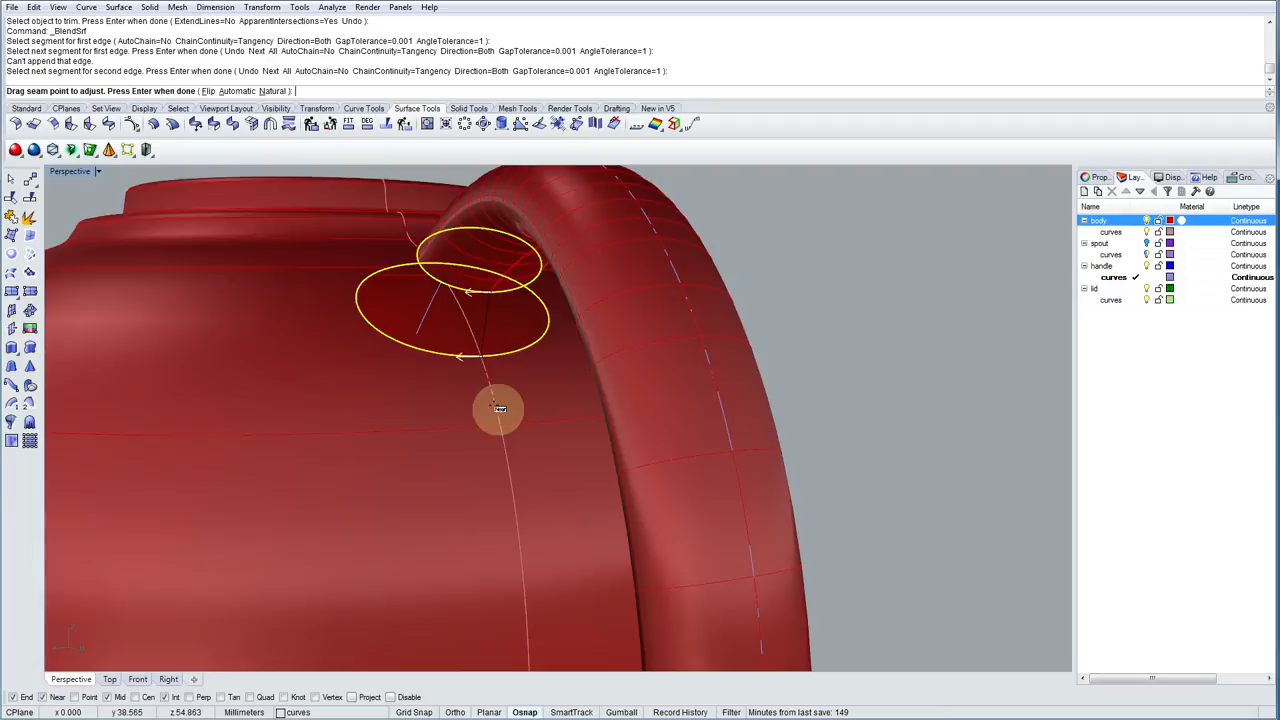 File Edit View Curve Surface Solid Mesh Dimension Transform Tools Analyze Render Panels Help
Select object to trim. Press Enter when done ( ExtendLines=No ApparentIntersections=Yes Undo ):
Command: _BlendSrf
Select segment for first edge ( AutoChain=No ChainContinuity=Tangency Direction=Both GapTolerance=0.001 AngleTolerance=1 ):
Select next segment for first edge. Press Enter when done ( Undo Next All AutoChain=No ChainContinuity=Tangency Direction=Both GapTolerance=0.001 AngleTolerance=1 ):
Can't append that edge.
Select next segment for second edge. Press Enter when done ( Undo Next All AutoChain=No ChainContinuity=Tangency Direction=Both GapTolerance=0.001 AngleTolerance=1 ):
Drag seam point to adjust. Press Enter when done ( Flip Automatic Natural ):
Standard CPlanes Set View Display Select Viewport Layout Visibility Transform Curve Tools Surface Tools Solid Tools Mesh Tools Render Tools Drafting New in V5
FIT DEG
Perspective
Prop... Lay... Disp... Help Gro...
Name Material Linetype
body Continuous
curves Continuous
spout Continuous
curves Continuous
handle Continuous
curves Continuous
lid Continuous
curves Continuous
Near
Perspective Top Front Right
End Near Point Mid Cen Int Perp Tan Quad Knot Vertex Project Disable
CPlane x 0.000 y 38.565 z 54.863 Millimeters curves Grid Snap Ortho Planar Osnap SmartTrack Gumball Record History Filter Minutes from last save: 149